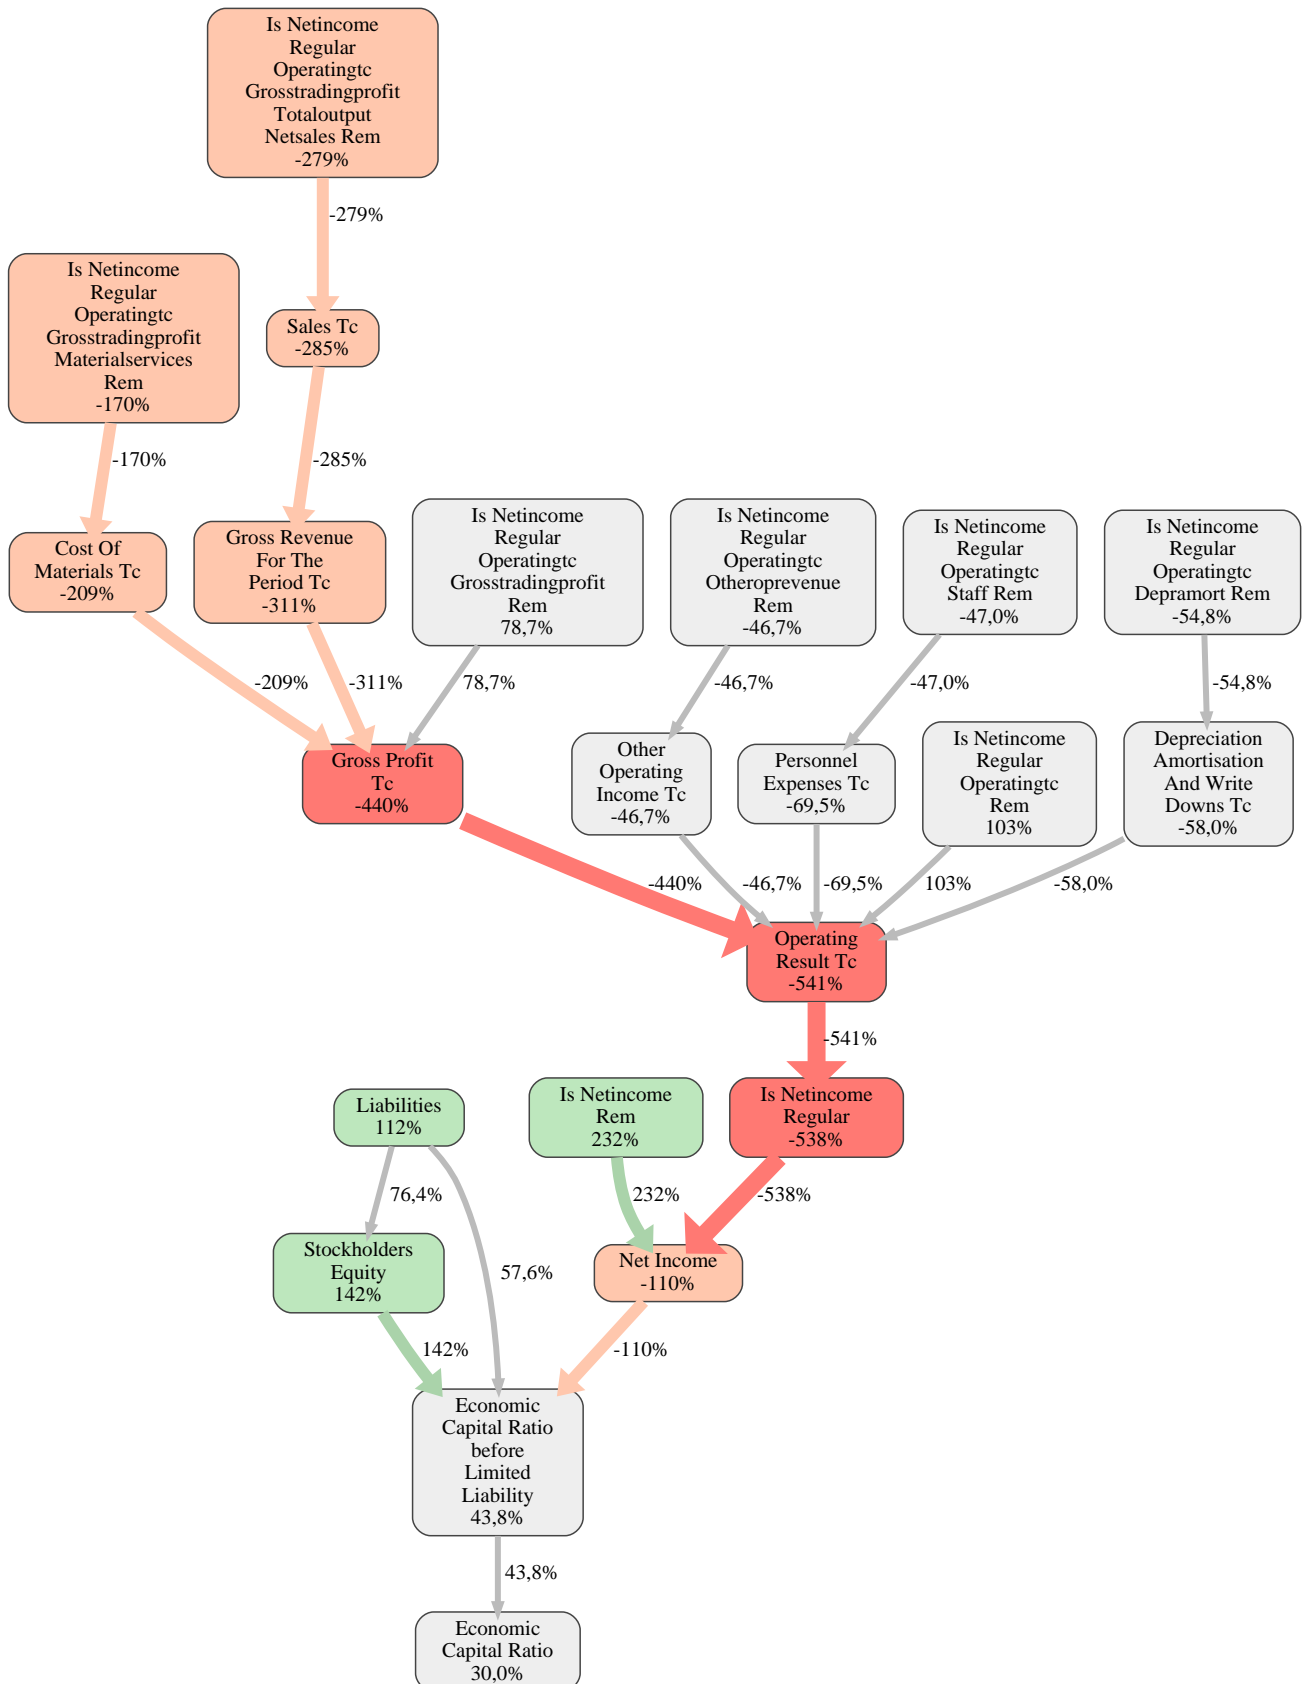 Is Netincome
Regular
Operatingtc
Grosstradingprofit
Totaloutput
Netsales Rem
-279%
-279%
Is Netincome
Regular
Operatingtc
Grosstradingprofit
Materialservices
Rem
-170%
Sales Tc
-285%
-170%
-285%
Cost Of
Materials Tc
-209%
Gross Revenue
For The
Period Tc
-311%
Is Netincome
Regular
Operatingtc
Grosstradingprofit
Rem
78,7%
Is Netincome
Regular
Operatingtc
Otheroprevenue
Rem
-46,7%
Is Netincome
Regular
Operatingtc
Staff Rem
-47,0%
Is Netincome
Regular
Operatingtc
Depramort Rem
-54,8%
-209%
-311%
78,7%
-46,7%
-47,0%
-54,8%
Gross Profit
Tc
-440%
Other
Operating
Income Tc
-46,7%
Personnel
Expenses Tc
-69,5%
Is Netincome
Regular
Operatingtc
Rem
103%
Depreciation
Amortisation
And Write
Downs Tc
-58,0%
-440%
-46,7%
-69,5%
103%
-58,0%
Operating
Result Tc
-541%
-541%
Liabilities
112%
Is Netincome
Rem
232%
Is Netincome
Regular
-538%
76,4%
232%
-538%
Stockholders
Equity
142%
57,6%
Net Income
-110%
142%
-110%
Economic
Capital Ratio
before
Limited
Liability
43,8%
43,8%
Economic
Capital Ratio
30,0%